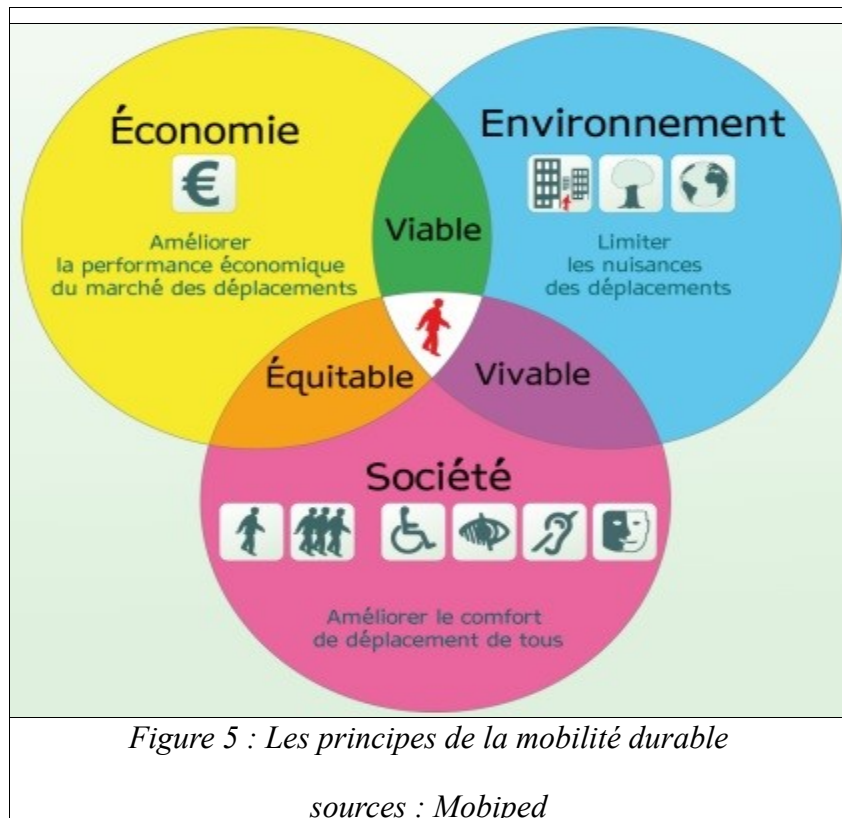 Économie
€
Améliorer
la performance économique
du marché des déplacements
Environnement
Limiter
les nuisances
des déplacements
Viable
Équitable
Vivable
Société
Améliorer le comfort
de déplacement de tous
Figure 5 : Les principes de la mobilité durable
sources : Mobiped